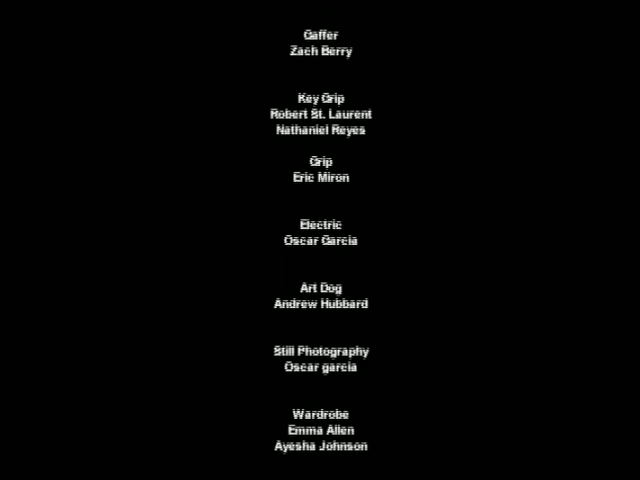 Gaffer
Zach Berry
Key Grip
Robert St. Laurent
Nathaniel Reyes
Grip
Eric Miron
Electric
Oscar Garcia
Art Dog
Andrew Hubbard
Still Photography
Oscar garcia
Wardrobe
Emma Allen
Ayesha Johnson